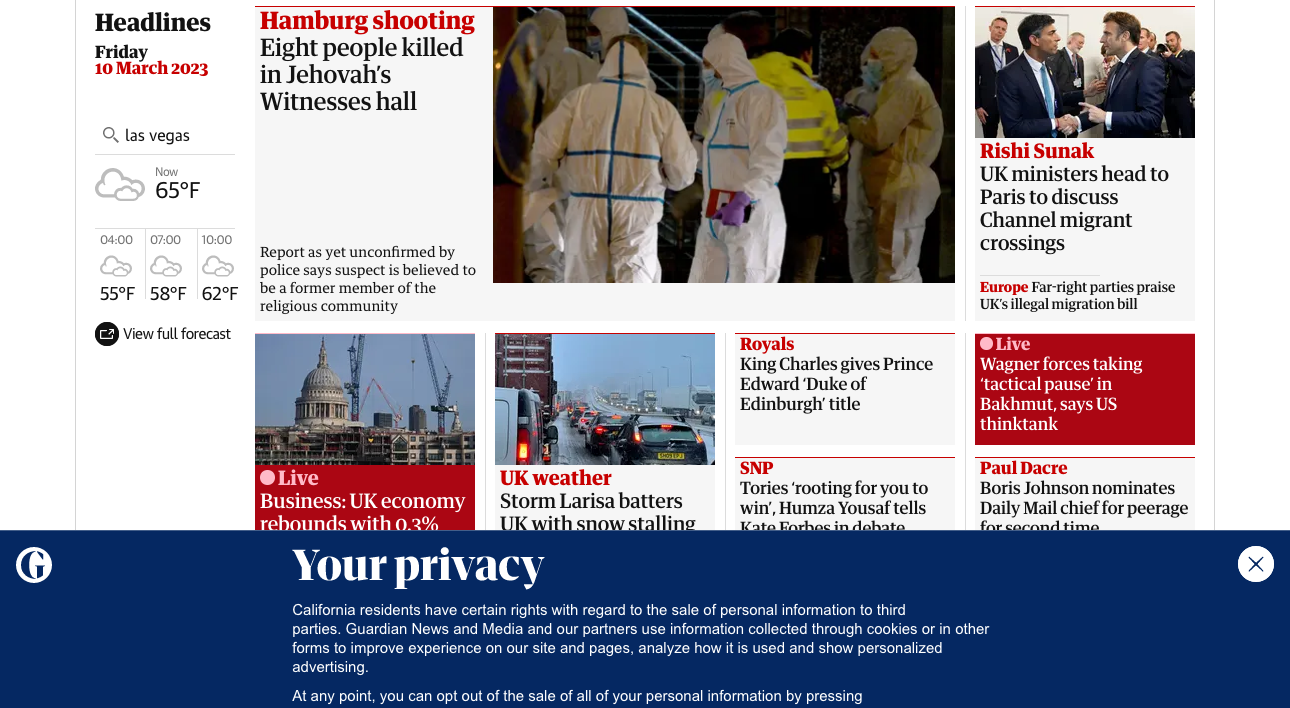 Headlines
Friday
10 March 2023
las vegas
Now
65°F
04:00
07:00
10:00
55°F
58°F
62°F
View full forecast
Hamburg shooting
Eight people killed
in Jehovah's
Witnesses hall
Report as yet unconfirmed by
police says suspect is believed to
be a former member of the
religious community
Rishi Sunak
UK ministers head to
Paris to discuss
Channel migrant
crossings
Europe Far-right parties praise
UK's illegal migration bill
Live
Business: UK economy
rebounds with 0.3%
UK weather
Storm Larisa batters
UK with snow stalling
Royals
King Charles gives Prince
Edward ‘Duke of
Edinburgh’ title
SNP
Tories ‘rooting for you to
win’, Humza Yousaf tells
Kate Forbes in debate
Live
Wagner forces taking
‘tactical pause’ in
Bakhmut, says US
thinktank
Paul Dacre
Boris Johnson nominates
Daily Mail chief for peerage
for second time
Your privacy
California residents have certain rights with regard to the sale of personal information to third
parties. Guardian News and Media and our partners use information collected through cookies or in other
forms to improve experience on our site and pages, analyze how it is used and show personalized
advertising.
At any point, you can opt out of the sale of all of your personal information by pressing